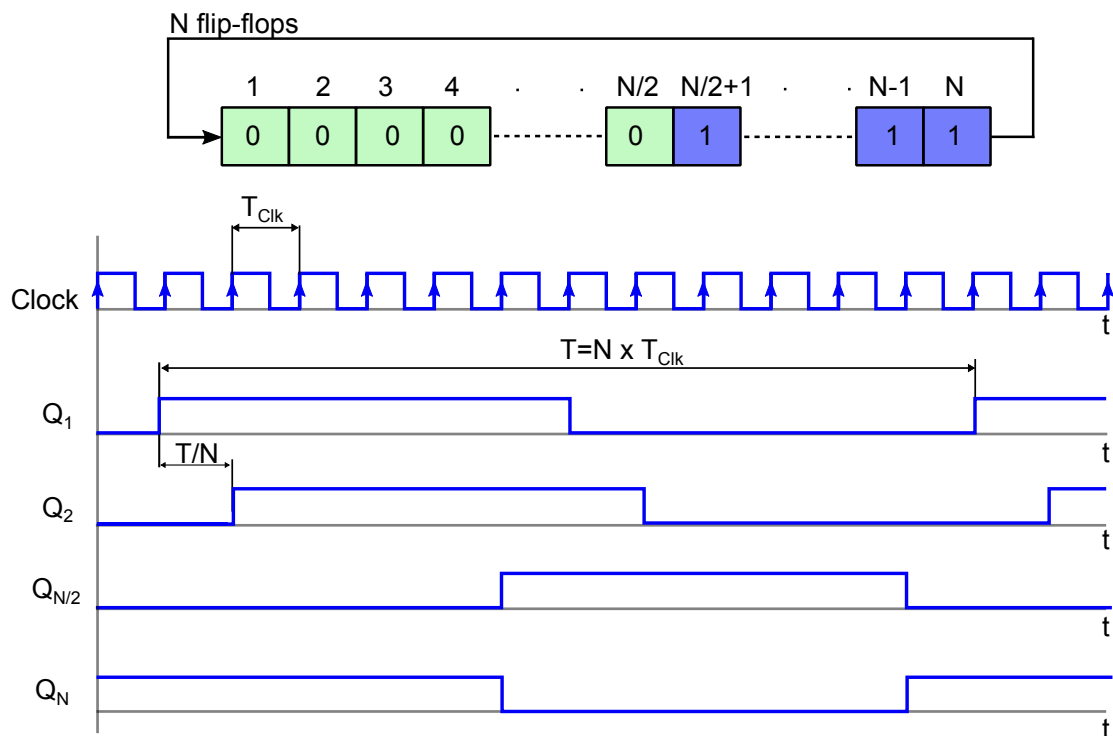 N flip-flops
1 2 3 4 . . N/2 N/2+1 . . N-1 N
0 0 0 0 0 1 1 1
T_Clk
Clock
t
T=N x T_Clk
Q_1
t
T/N
Q_2
t
Q_N/2
t
Q_N
t